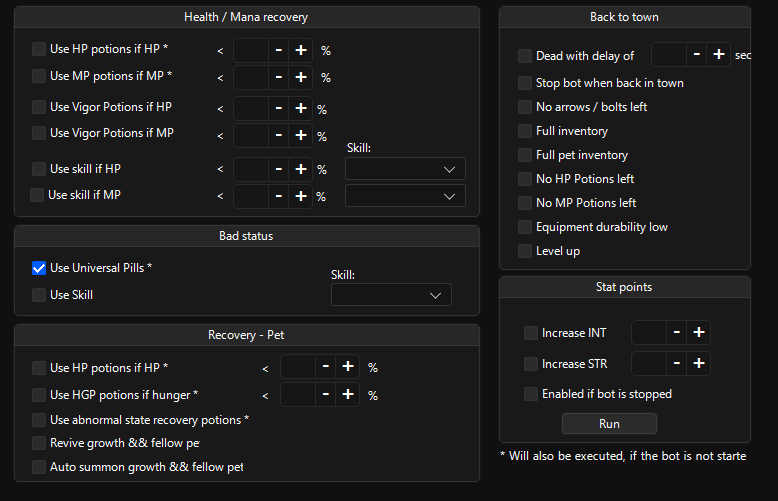 Health / Mana recovery
Use HP potions if HP * < - + %
Use MP potions if MP * < - + %
Use Vigor Potions if HP < - + %
Use Vigor Potions if MP < - + %
Skill:
Use skill if HP < - + %
Use skill if MP < - + %
Bad status
Use Universal Pills *
Skill:
Use Skill
Recovery - Pet
Use HP potions if HP * < - + %
Use HGP potions if hunger * < - + %
Use abnormal state recovery potions *
Revive growth && fellow pe
Auto summon growth && fellow pet
Back to town
Dead with delay of - + sec
Stop bot when back in town
No arrows / bolts left
Full inventory
Full pet inventory
No HP Potions left
No MP Potions left
Equipment durability low
Level up
Stat points
Increase INT - +
Increase STR - +
Enabled if bot is stopped
Run
* Will also be executed, if the bot is not starte